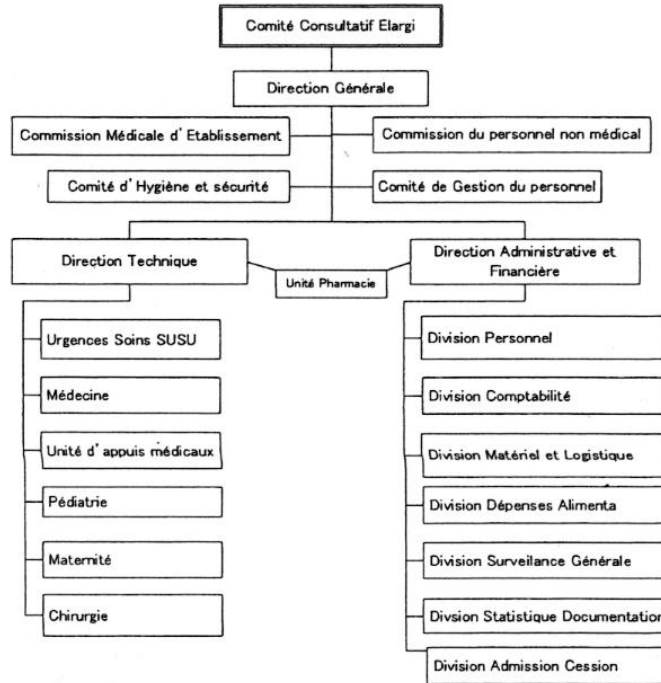 Comité Consultatif Elargi
Direction Générale
Commission Médicale d' Etablissement
Commission du personnel non médical
Comité d' Hygiène et sécurité
Comité de Gestion du personnel
Direction Technique
Unité Pharmacie
Direction Administrative et
Financière
Urgences Soins SUSU
Médecine
Unité d' appuis médicaux
Pédiatrie
Maternité
Chirurgie
Division Personnel
Division Comptabilité
Division Matériel et Logistique
Division Dépenses Alimenta
Division Surveilance Générale
Divsion Statistique Documentation
Division Admission Cession